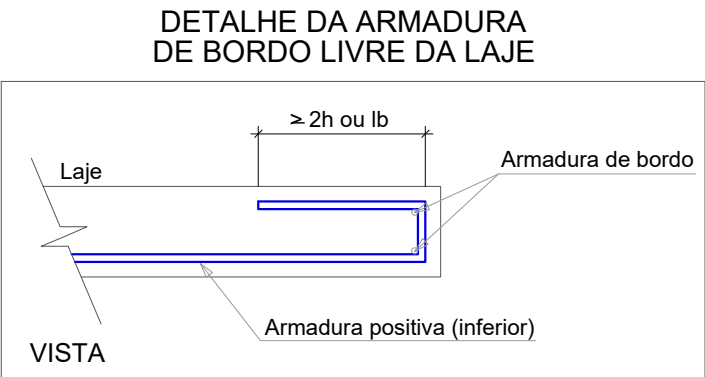 DETALHE DA ARMADURA
DE BORDO LIVRE DA LAJE
≥ 2h ou lb
Laje
Armadura de bordo
Armadura positiva (inferior)
VISTA